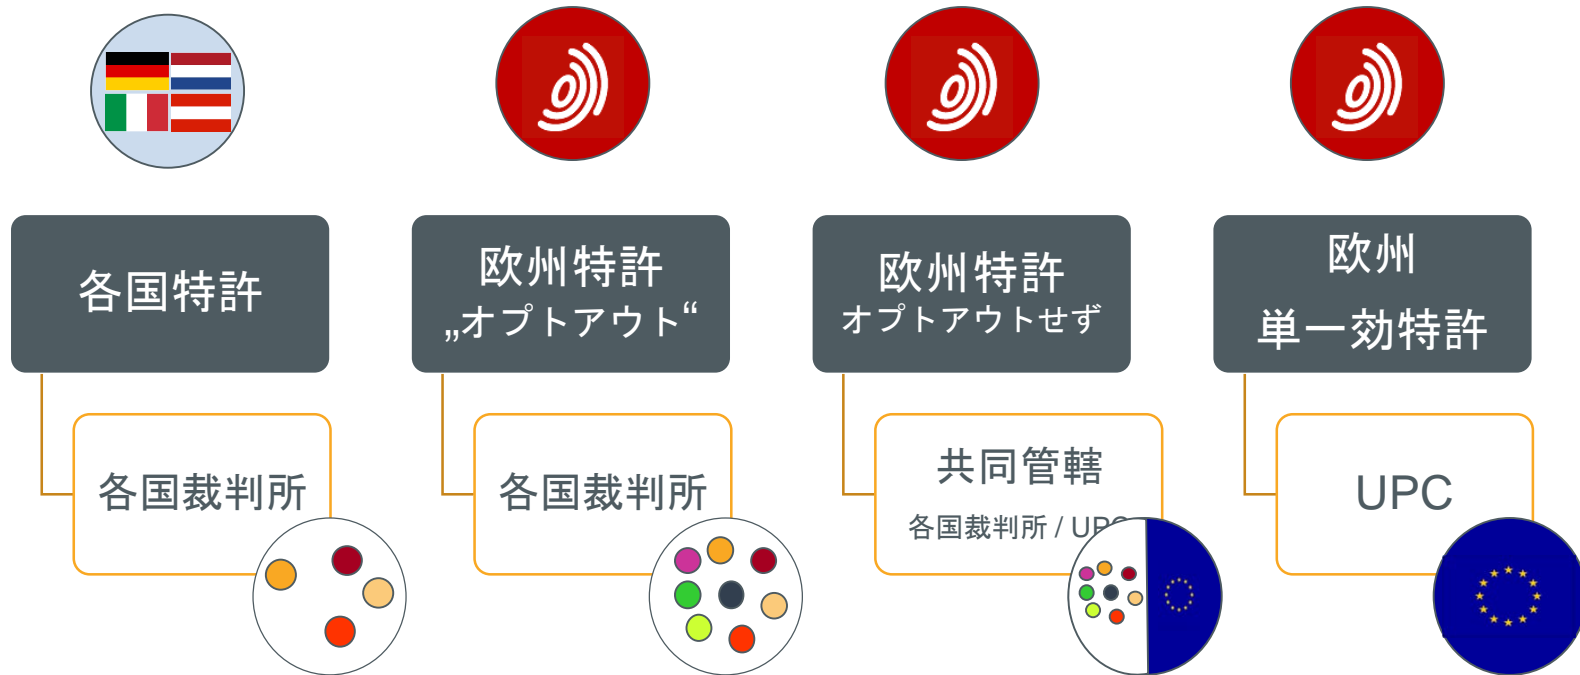 各国特許
各国裁判所
欧州特許
„オプトアウト“
各国裁判所
欧州特許
オプトアウトせず
共同管轄
各国裁判所 / UPC
欧州
単一効特許
UPC